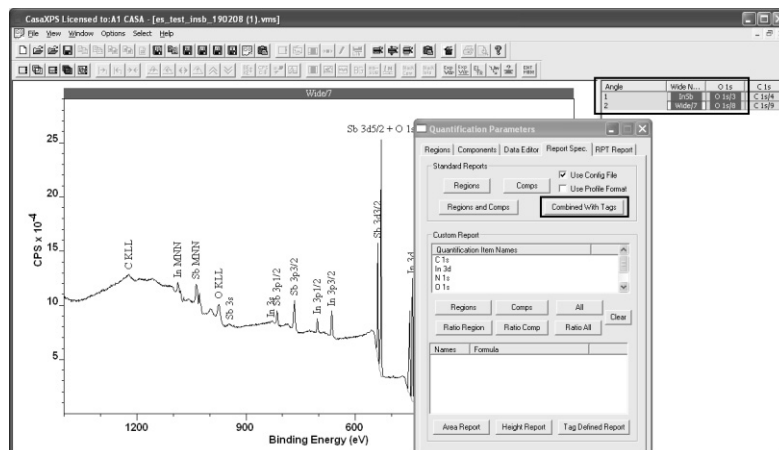 CasaXPS Licensed to:A1 CASA - [es_test_insb_190208 (1).vms]
File View Window Options Select Help
Wide/7
Angle Wide N... O 1s C 1s
1 InSb O 1s/3 C 1s/4
2 Wide/7 O 1s/8 C 1s/9
Sb 3d5/2 + O 1s
Sb 3d3/2
In 3d
C KLL
In MNN
Sb MNN
O KLL
Sb 3s
In 3s
Sb 3p1/2
Sb 3p3/2
In 3p1/2
In 3p3/2
CPS x 10⁻⁴
25
20
15
10
5
1200 900 600
Binding Energy (eV)
Quantification Parameters
Regions Components Data Editor Report Spec. RPT Report
Standard Reports
Use Config File
Regions Comps Use Profile Format
Regions and Comps Combined With Tags
Custom Report
Quantification Item Names
C 1s
In 3d
N 1s
O 1s
Regions Comps All
Clear
Ratio Region Ratio Comp Ratio All
Names Formula
Area Report Height Report Tag Defined Report